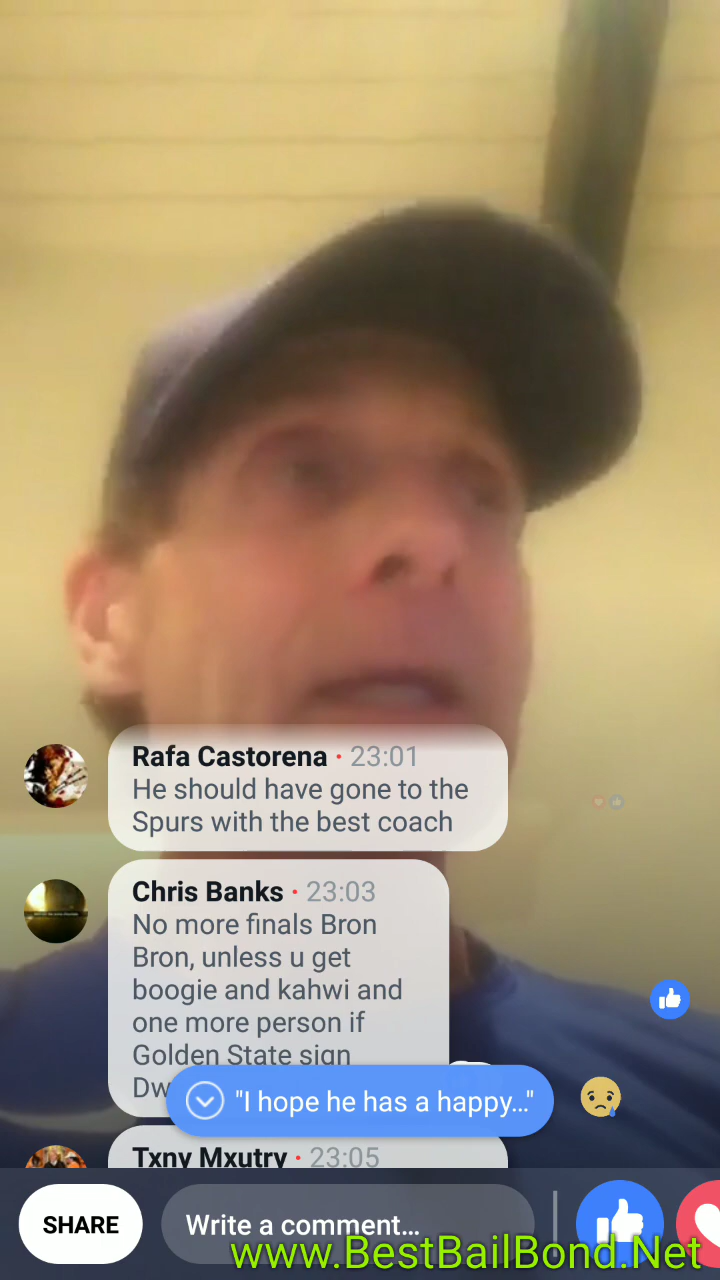 Rafa Castorena • 23:01
He should have gone to the
Spurs with the best coach
Chris Banks • 23:03
No more finals Bron
Bron, unless u get
boogie and kahwi and
one more person if
Golden State sign
"I hope he has a happy..."
Txny Mxutry • 23:05
SHARE
Write a comment...
www.BestBailBond.Net